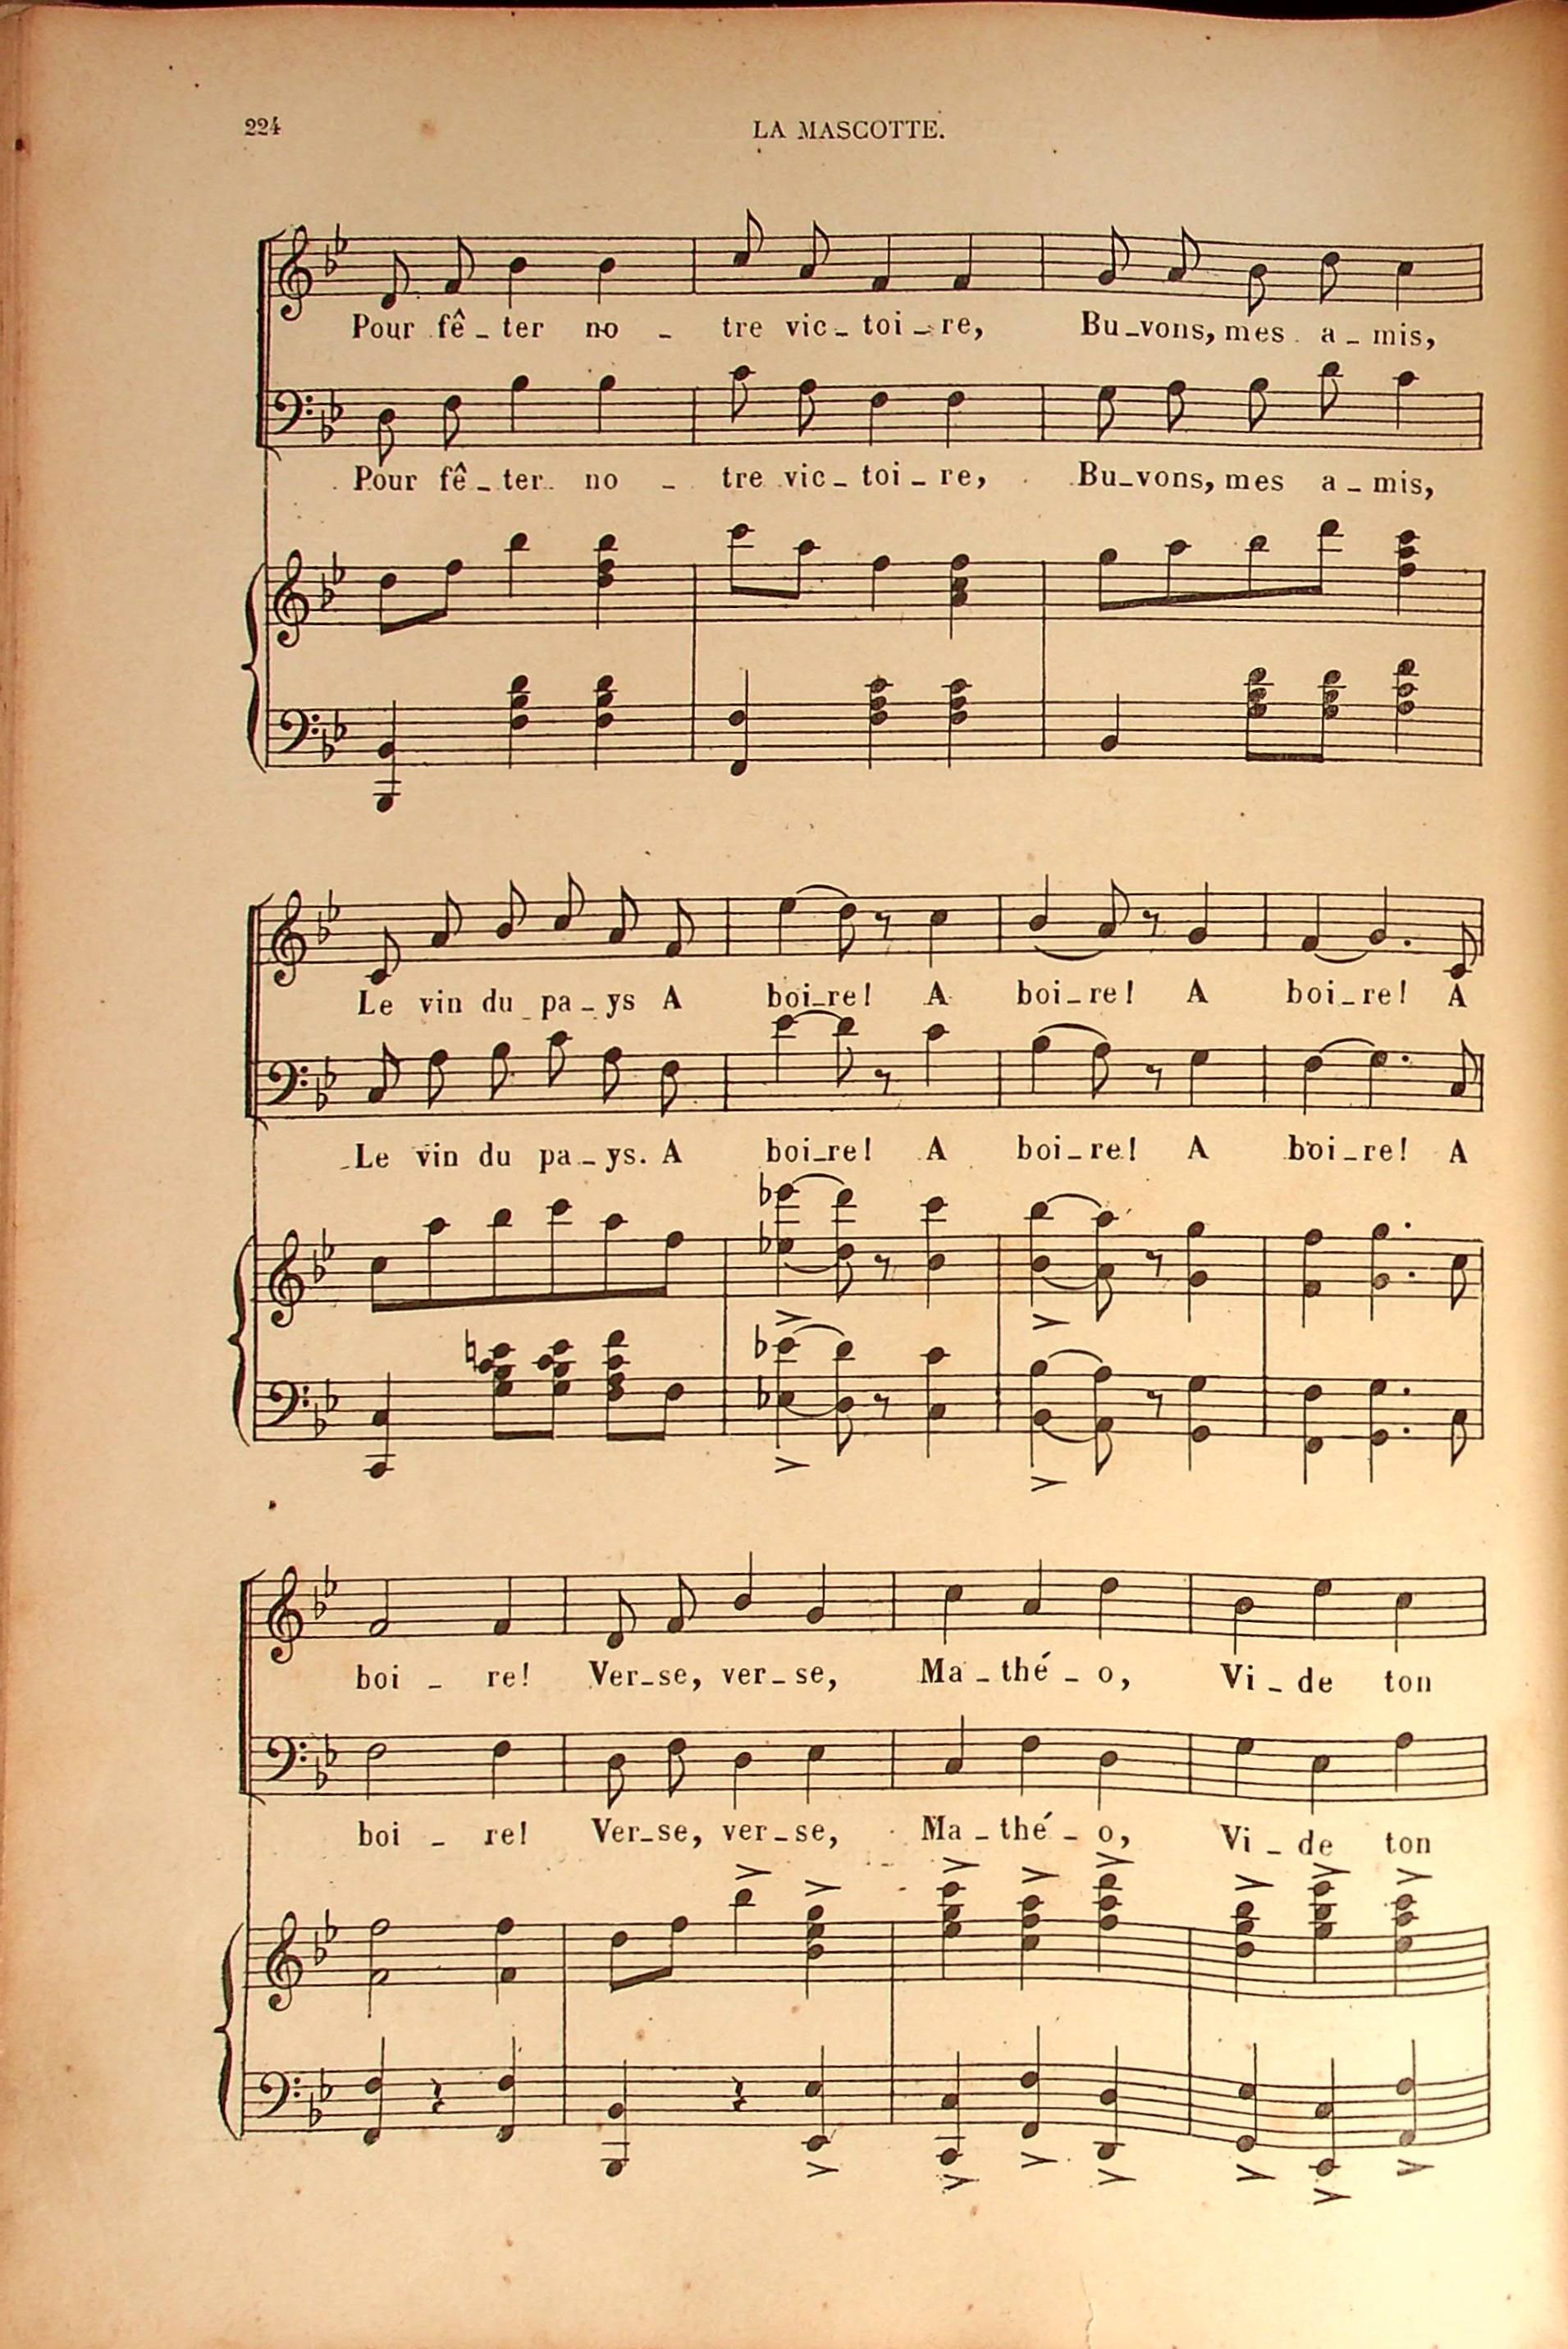 224
LA MASCOTTE.
Pour fê_ter no _ tre vic_toi_re, Bu_vons, mes a_mis,
Pour fê_ter no _ tre vic_toi_re, Bu_vons, mes a_mis,
Le vin du pa_ys A boi_re! A boi_re! A boi_re! A
Le vin du pa_ys. A boi_re! A boi_re! A boi_re! A
boi _ re! Ver_se, ver_se, Ma_thé_o, Vi_de ton
boi _ re! Ver_se, ver_se, Ma_thé_o, Vi_de ton